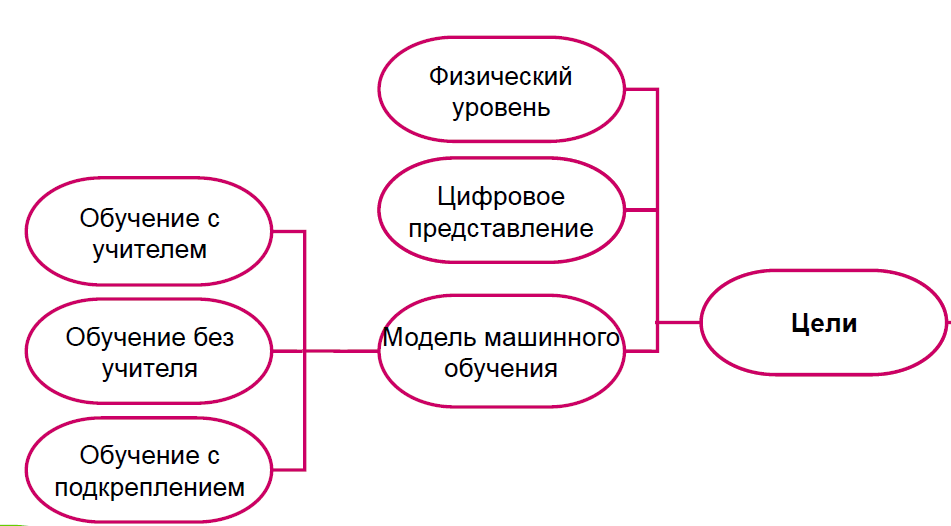 Физический
уровень
Цифровое
представление
Обучение с
учителем
Обучение без
учителя
Модель машинного
обучения
Цели
Обучение с
подкреплением